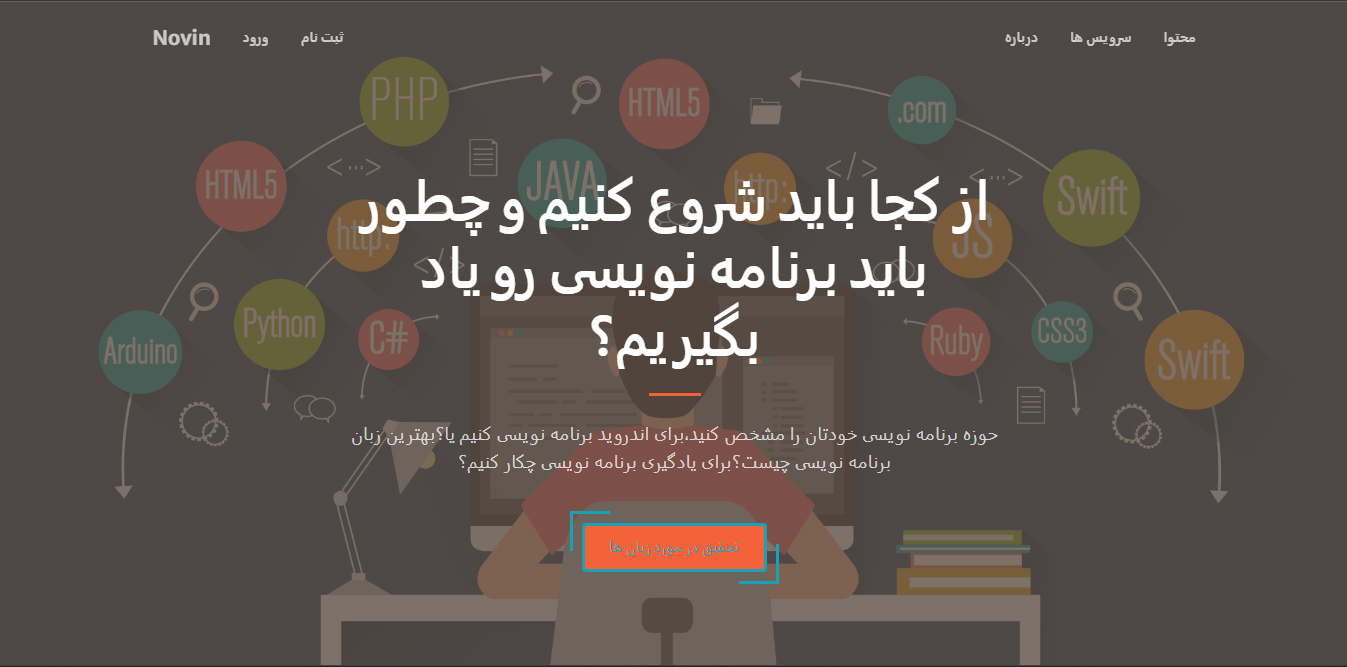 محتوا
سرویس ها
درباره
ثبت نام
ورود
Novin
PHP
HTML5
.com
HTML5
JAVA
http:
Swift
http:
JS
Arduino
Python
C#
Ruby
CSS3
Swift
از کجا باید شروع کنیم و چطور
باید برنامه نویسی رو یاد
بگیریم؟
حوزه برنامه نویسی خودتان را مشخص کنید،برای اندروید برنامه نویسی کنیم یا؟بهترین زبان
برنامه نویسی چیست؟برای یادگیری برنامه نویسی چکار کنیم؟
تحقیق در مورد زبان ها